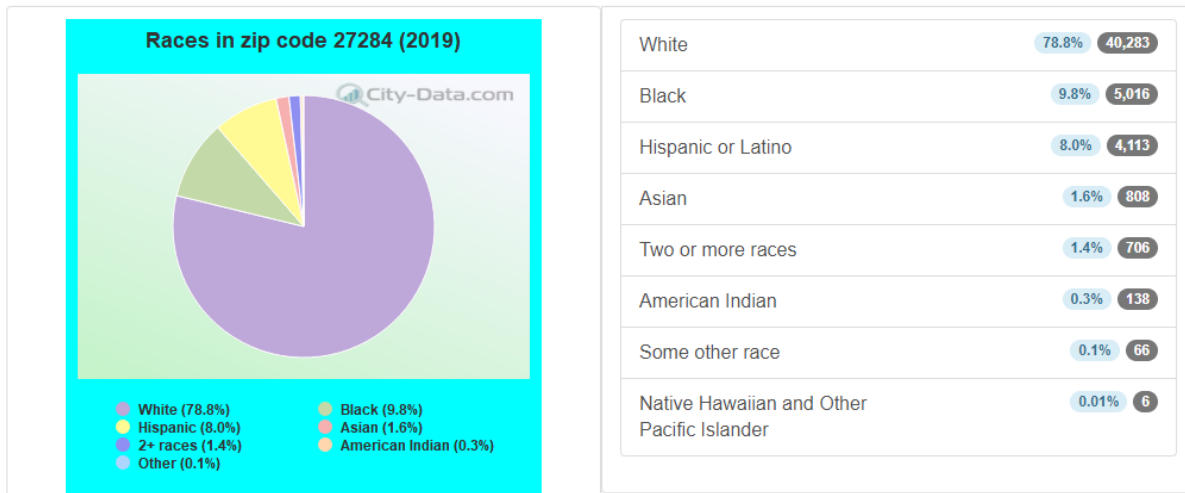 Races in zip code 27284 (2019)
City-Data.com
White (78.8%)
Black (9.8%)
Hispanic (8.0%)
Asian (1.6%)
2+ races (1.4%)
American Indian (0.3%)
Other (0.1%)
White 78.8% 40,283
Black 9.8% 5,016
Hispanic or Latino 8.0% 4,113
Asian 1.6% 808
Two or more races 1.4% 706
American Indian 0.3% 138
Some other race 0.1% 66
Native Hawaiian and Other 0.01% 6
Pacific Islander